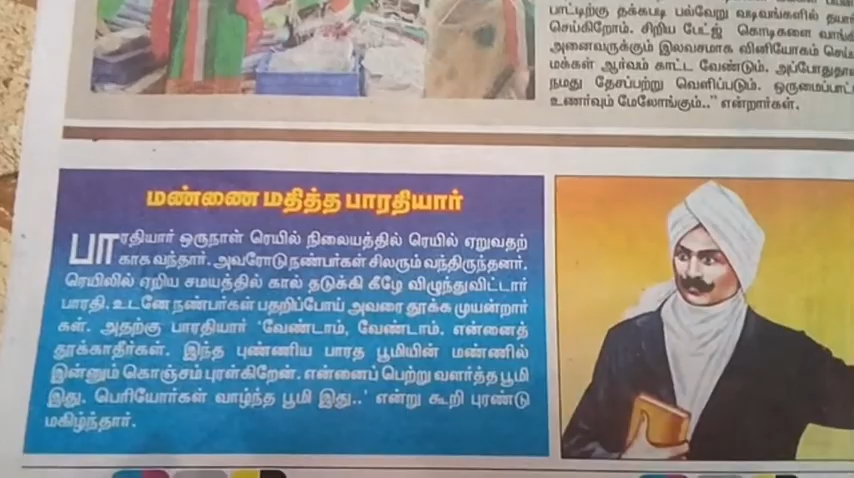 பாட்டிற்கு தக்கபடி பல்வேறு வடிவங்களில் தயார்
செய்கிறோம். சிறிய பேட்ஜ் கொடிகளை வாங்கி
அனைவருக்கும் இலவசமாக வினியோகம் செய்
மக்கள் ஆர்வம் காட்ட வேண்டும். அப்போதுதா
நமது தேசப்பற்று வெளிப்படும். ஒருமைப்பாட்
உணர்வும் மேலோங்கும்..'' என்றார்கள்.
மண்ணை மதித்த பாரதியார்
பாரதியார் ஒருநாள் ரெயில் நிலையத்தில் ரெயில் ஏறுவதற்
காக வந்தார். அவரோடு நண்பர்கள் சிலரும் வந்திருந்தனர்.
ரெயிலில் ஏறிய சமயத்தில் கால் தடுக்கி கீழே விழுந்துவிட்டார்
பாரதி. உடனே நண்பர்கள் பதறிப்போய் அவரை தூக்க முயன்றார்
கள். அதற்கு பாரதியார் 'வேண்டாம், வேண்டாம். என்னைத்
தூக்காதீர்கள். இந்த புண்ணிய பாரத பூமியின் மண்ணில்
இன்னும் கொஞ்சம் புரள்கிறேன். என்னைப் பெற்று வளர்த்த பூமி
இது. பெரியோர்கள் வாழ்ந்த பூமி இது..' என்று கூறி புரண்டு
மகிழ்ந்தார்.